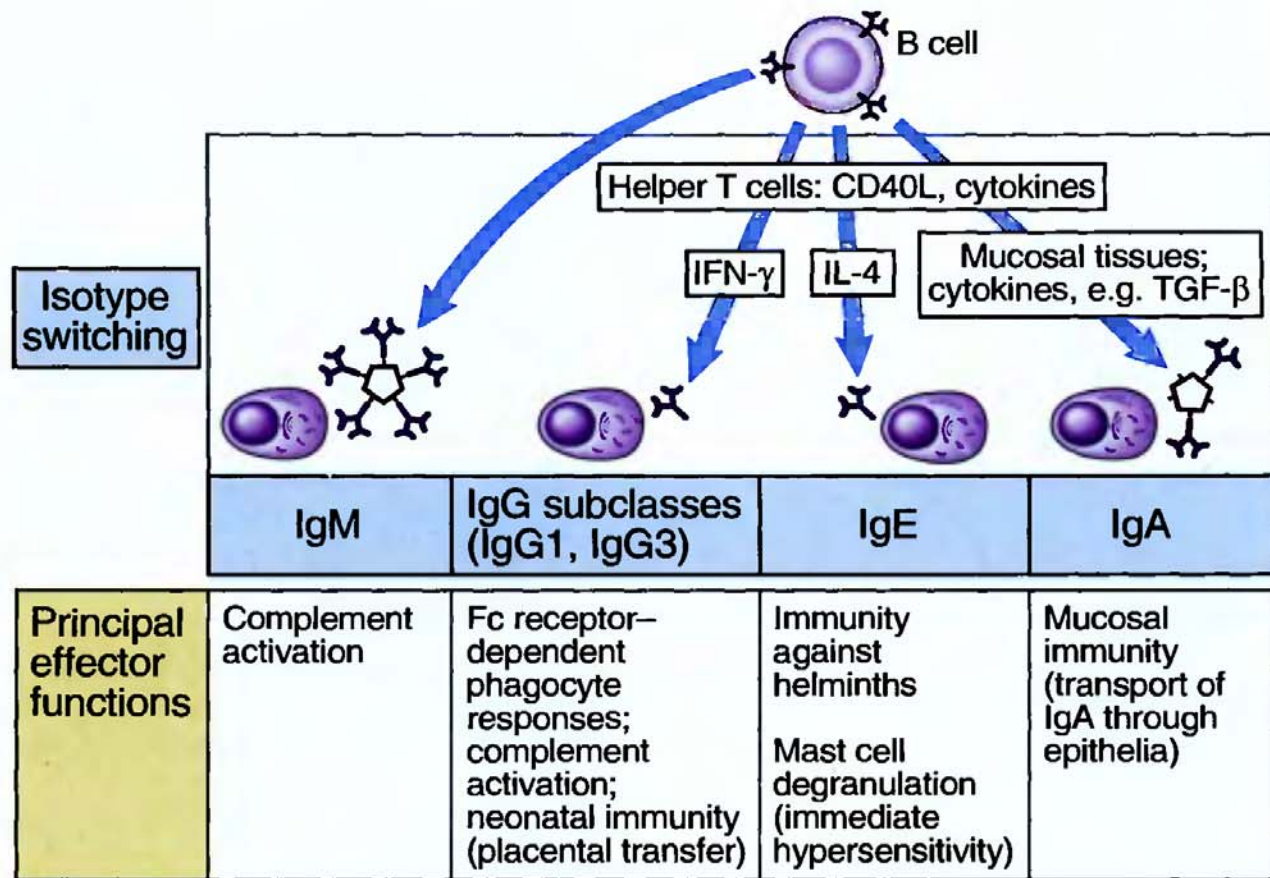 B cell
Helper T cells: CD40L, cytokines
IFN-γ
IL-4
Mucosal tissues;
cytokines, e.g. TGF-β
Isotype
switching
IgM
IgG subclasses
(IgG1, IgG3)
IgE
IgA
Principal
effector
functions
Complement
activation
Fc receptor–
dependent
phagocyte
responses;
complement
activation;
neonatal immunity
(placental transfer)
Immunity
against
helminths
Mast cell
degranulation
(immediate
hypersensitivity)
Mucosal
immunity
(transport of
IgA through
epithelia)